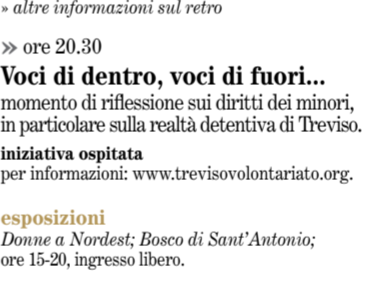 » altre informazioni sul retro
» ore 20.30
Voci di dentro, voci di fuori...
momento di riflessione sui diritti dei minori,
in particolare sulla realtà detentiva di Treviso.
iniziativa ospitata
per informazioni: www.trevisovolontariato.org.
esposizioni
Donne a Nordest; Bosco di Sant'Antonio;
ore 15-20, ingresso libero.